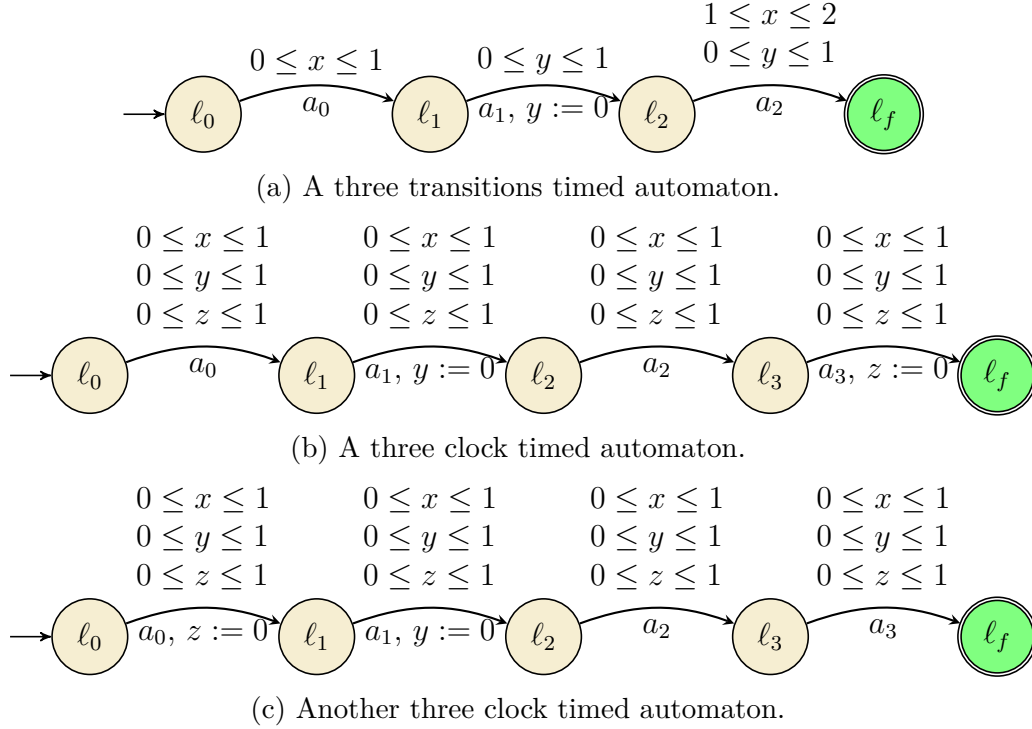 1 ≤ x ≤ 2
0 ≤ x ≤ 1 0 ≤ y ≤ 1 0 ≤ y ≤ 1
ℓ0 a0 ℓ1 a1, y := 0 ℓ2 a2 ℓf
(a) A three transitions timed automaton.
0 ≤ x ≤ 1 0 ≤ x ≤ 1 0 ≤ x ≤ 1 0 ≤ x ≤ 1
0 ≤ y ≤ 1 0 ≤ y ≤ 1 0 ≤ y ≤ 1 0 ≤ y ≤ 1
0 ≤ z ≤ 1 0 ≤ z ≤ 1 0 ≤ z ≤ 1 0 ≤ z ≤ 1
ℓ0 a0 ℓ1 a1, y := 0 ℓ2 a2 ℓ3 a3, z := 0 ℓf
(b) A three clock timed automaton.
0 ≤ x ≤ 1 0 ≤ x ≤ 1 0 ≤ x ≤ 1 0 ≤ x ≤ 1
0 ≤ y ≤ 1 0 ≤ y ≤ 1 0 ≤ y ≤ 1 0 ≤ y ≤ 1
0 ≤ z ≤ 1 0 ≤ z ≤ 1 0 ≤ z ≤ 1 0 ≤ z ≤ 1
ℓ0 a0, z := 0 ℓ1 a1, y := 0 ℓ2 a2 ℓ3 a3 ℓf
(c) Another three clock timed automaton.